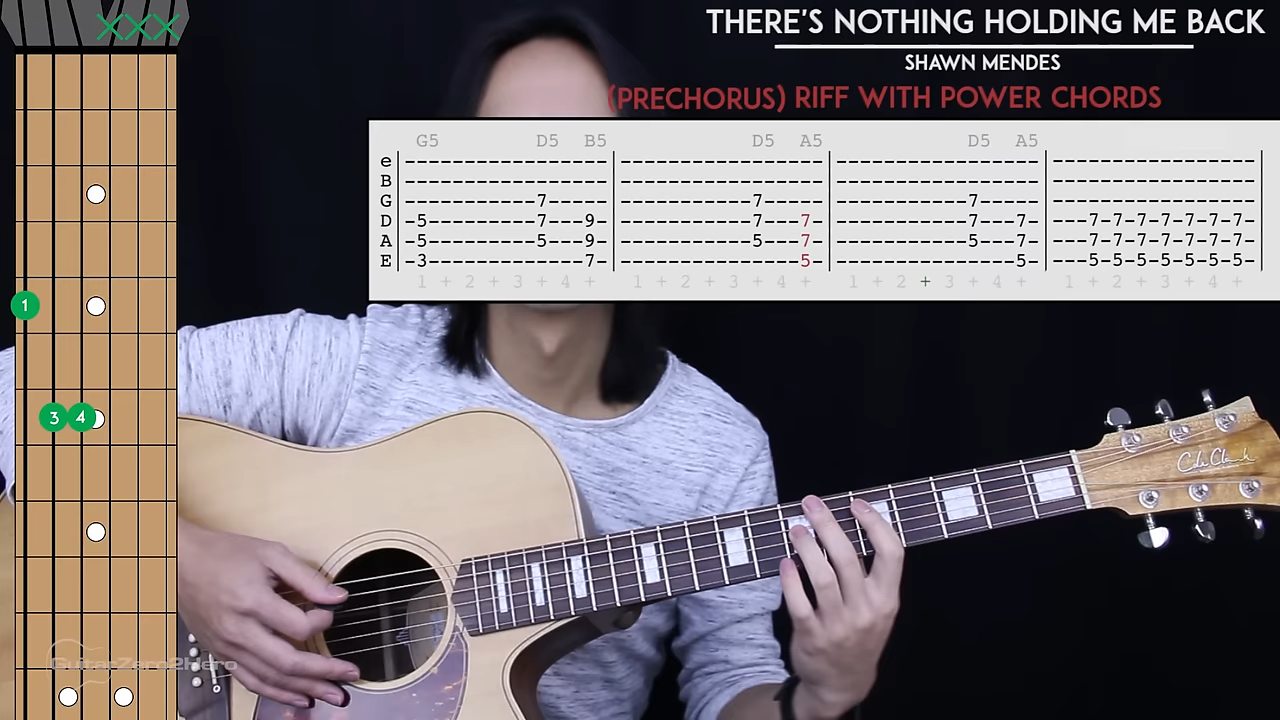 XXX
THERE'S NOTHING HOLDING ME BACK
SHAWN MENDES
(PRECHORUS) RIFF WITH POWER CHORDS
G5 D5 B5 D5 A5 D5 A5
e|----------------|-----------------|-----------------|-----------------|
B|----------------|-----------------|-----------------|-----------------|
G|----------7-----|-----------7-----|-----------7-----|-----------------|
D|-5--------7---9-|-----------7---7-|-----------7---7-|---7-7-7-7-7-7-7-|
A|-5--------5---9-|-----------5---7-|-----------5---7-|---7-7-7-7-7-7-7-|
E|-3------------7-|---------------5-|---------------5-|---5-5-5-5-5-5-5-|
1 + 2 + 3 + 4 + 1 + 2 + 3 + 4 + 1 + 2 + 3 + 4 + 1 + 2 + 3 + 4 +
1
3 4
Cole Clark
GuitarZero2Hero